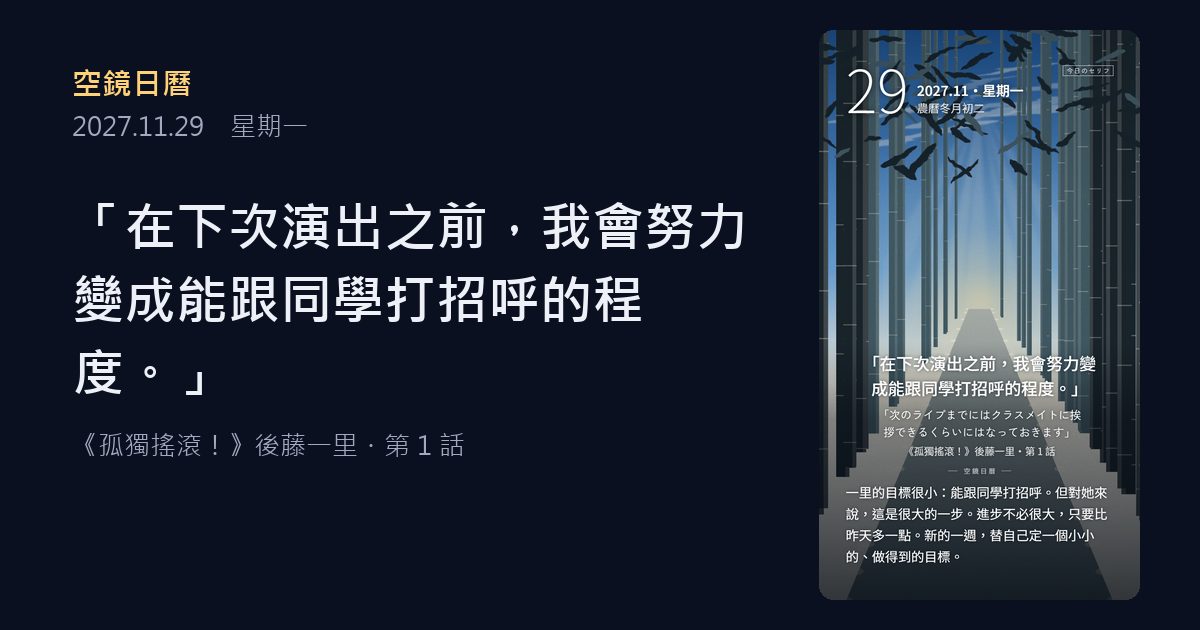 空鏡日曆
2027.11.29 星期一
「在下次演出之前，我會努力
變成能跟同學打招呼的程
度。」
《孤獨搖滾！》後藤一里・第 1 話
今日のセリフ
29 2027.11・星期一
農曆冬月初二
「在下次演出之前，我會努力變
成能跟同學打招呼的程度。」
「次のライブまでにはクラスメイトに挨
拶できるくらいにはなっておきます」
《孤獨搖滾！》後藤一里・第 1 話
— 空鏡日曆 —
一里的目標很小：能跟同學打招呼。但對她來
說，這是很大的一步。進步不必很大，只要比
昨天多一點。新的一週，替自己定一個小小
的、做得到的目標。